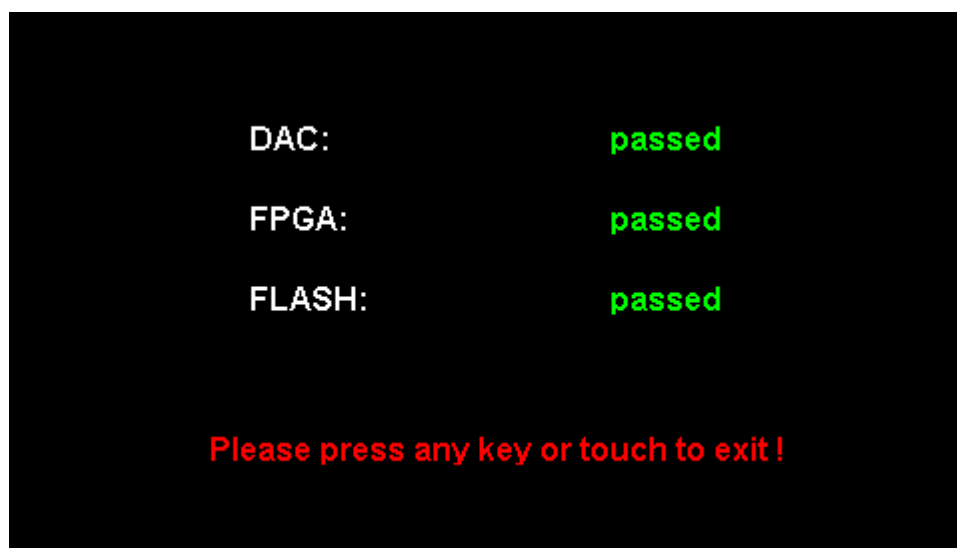 DAC: passed
FPGA: passed
FLASH: passed
Please press any key or touch to exit !